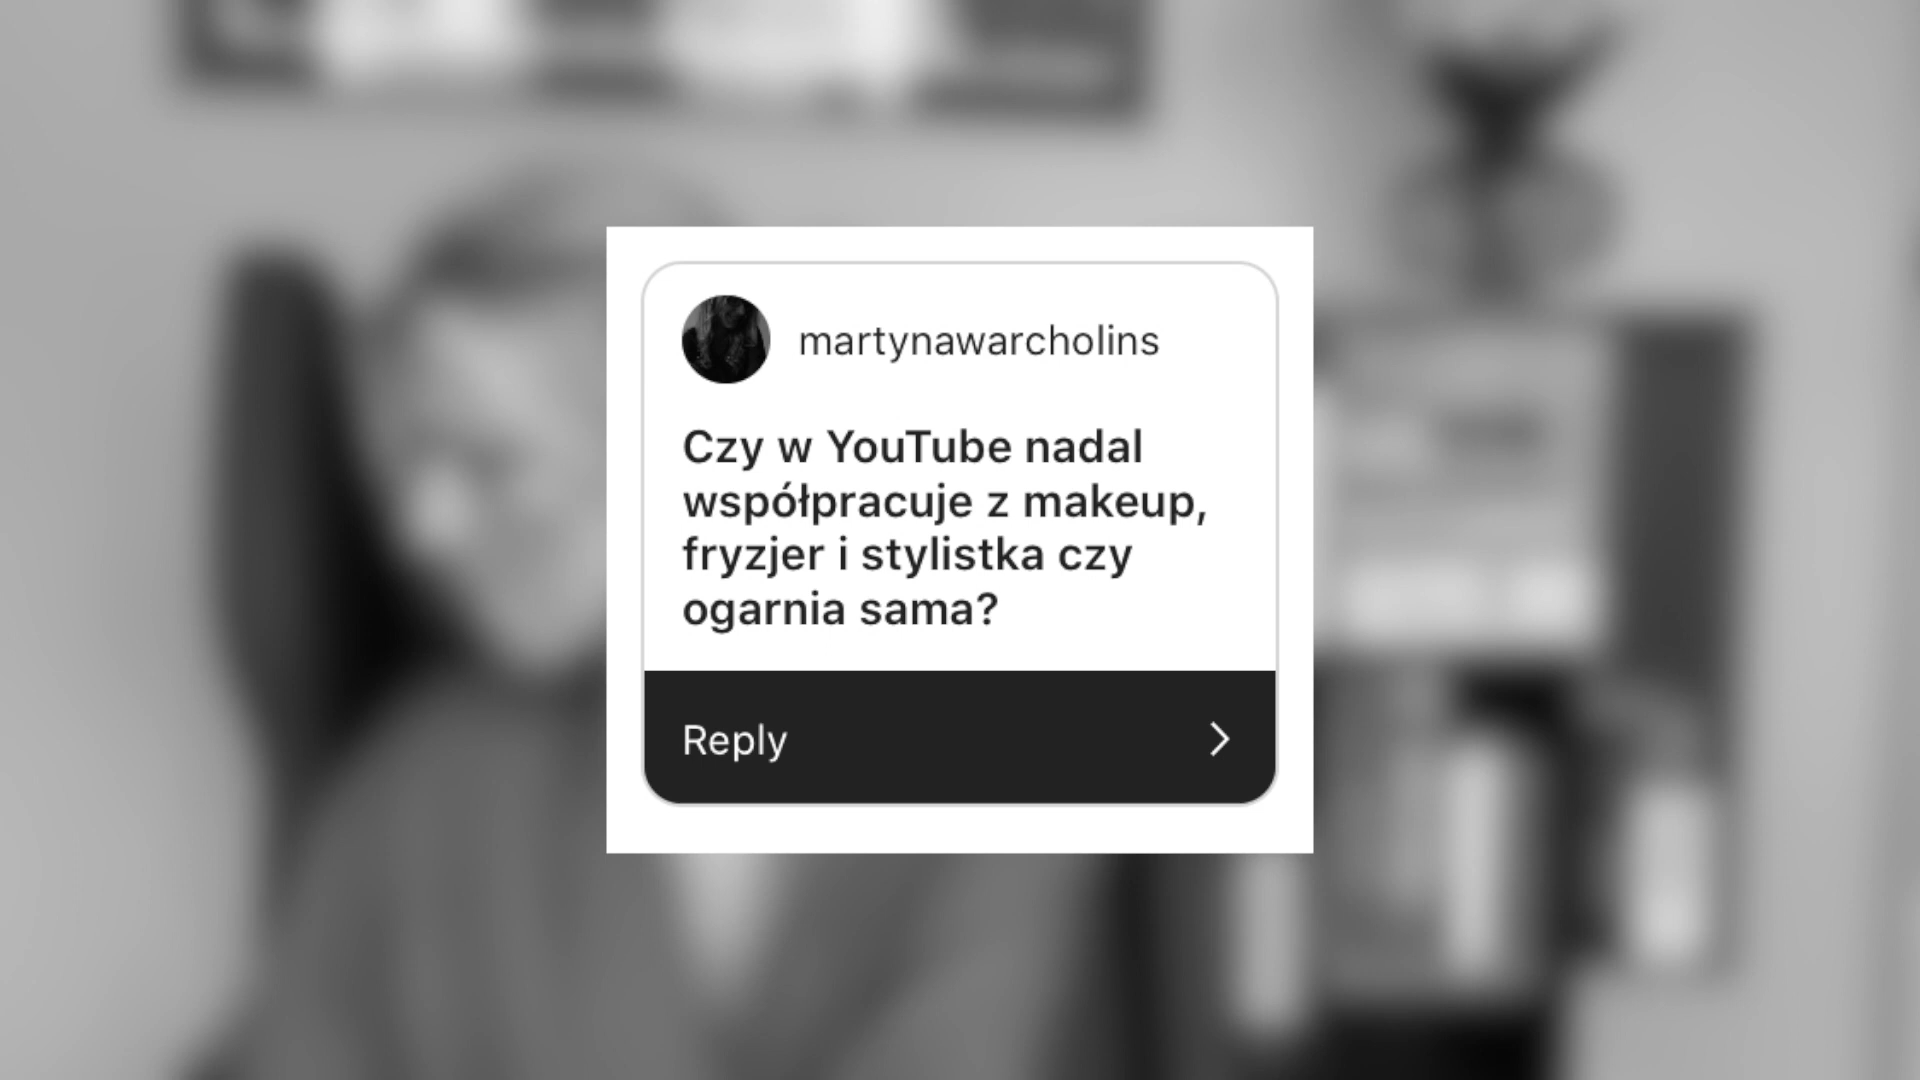 martynawarcholins
Czy w YouTube nadal
współpracuje z makeup,
fryzjer i stylistka czy
ogarnia sama?
Reply